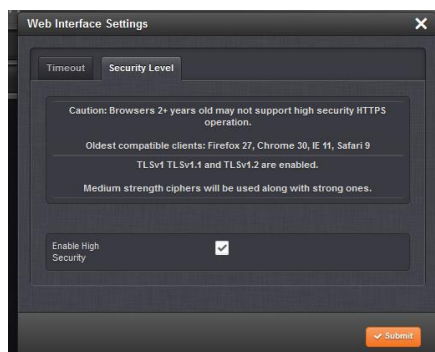 Web Interface Settings
Timeout
Security Level
Caution: Browsers 2+ years old may not support high security HTTPS
operation.
Oldest compatible clients: Firefox 27, Chrome 30, IE 11, Safari 9
TLSv1 TLSv1.1 and TLSv1.2 are enabled.
Medium strength ciphers will be used along with strong ones.
Enable High
Security
Submit